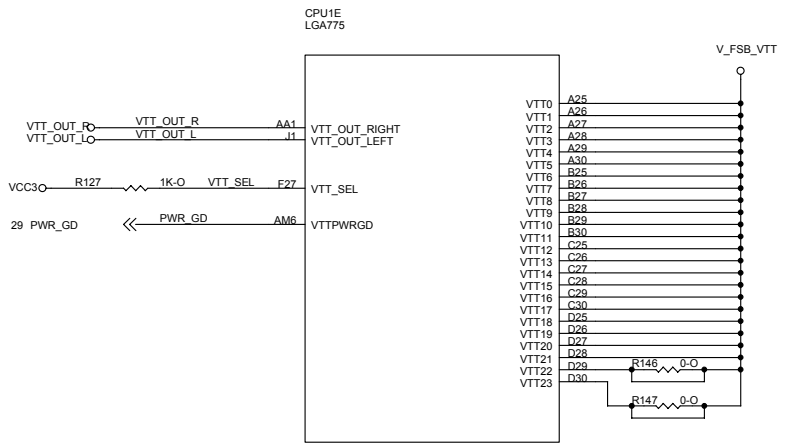 CPU1E
LGA775
V_FSB_VTT
VTT_OUT_R VTT_OUT_R AA1 VTT_OUT_RIGHT
VTT_OUT_L VTT_OUT_L J1 VTT_OUT_LEFT
VCC3 R127 1K-O VTT_SEL F27 VTT_SEL
29 PWR_GD PWR_GD AM6 VTTPWRGD
VTT0 A25
VTT1 A26
VTT2 A27
VTT3 A28
VTT4 A29
VTT5 A30
VTT6 B25
VTT7 B26
VTT8 B27
VTT9 B28
VTT10 B29
VTT11 B30
VTT12 C25
VTT13 C26
VTT14 C27
VTT15 C28
VTT16 C29
VTT17 C30
VTT18 D25
VTT19 D26
VTT20 D27
VTT21 D28
VTT22 D29 R146 0-O
VTT23 D30
R147 0-O